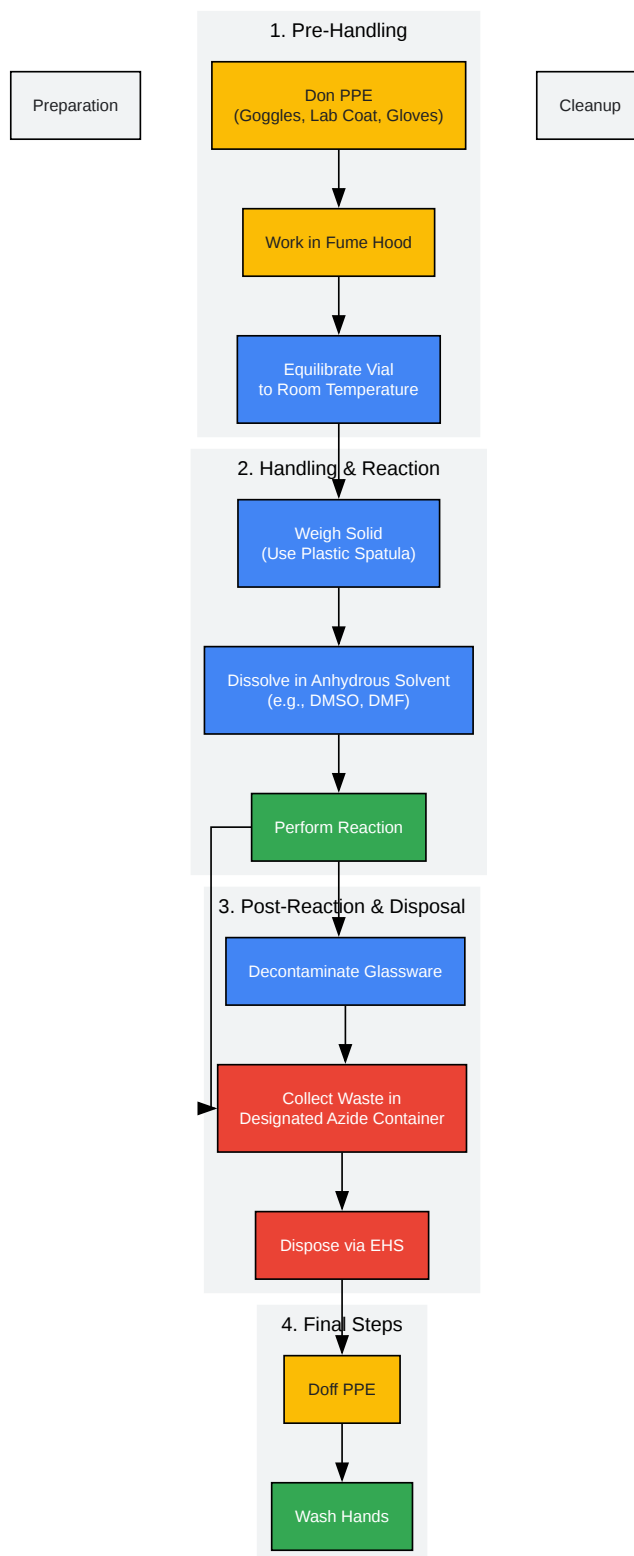 1. Pre-Handling
Preparation
Don PPE
(Goggles, Lab Coat, Gloves)
Cleanup
Work in Fume Hood
Equilibrate Vial
to Room Temperature
2. Handling & Reaction
Weigh Solid
(Use Plastic Spatula)
Dissolve in Anhydrous Solvent
(e.g., DMSO, DMF)
Perform Reaction
3. Post-Reaction & Disposal
Decontaminate Glassware
Collect Waste in
Designated Azide Container
Dispose via EHS
4. Final Steps
Doff PPE
Wash Hands